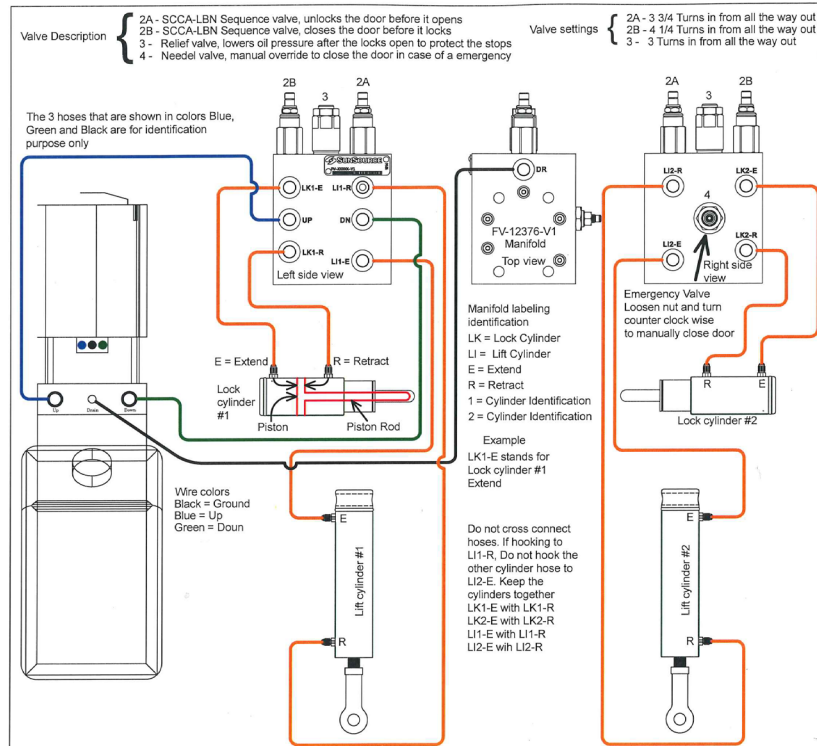 Valve Description
2A - SCCA-LBN Sequence valve, unlocks the door before it opens
2B - SCCA-LBN Sequence valve, closes the door before it locks
3 - Relief valve, lowers oil pressure after the locks open to protect the stops
4 - Needel valve, manual override to close the door in case of a emergency
Valve settings
2A - 3 3/4 Turns in from all the way out
2B - 4 1/4 Turns in from all the way out
3 - 3 Turns in from all the way out
The 3 hoses that are shown in colors Blue,
Green and Black are for identification
purpose only
2B
3
2A
SUNSOURCE
LK1-E
LI1-R
UP
DN
LK1-R
LI1-E
Left side view
DR
FV-12376-V1
Manifold
Top view
2A
3
2B
LI2-R
LK2-E
4
LI2-E
LK2-R
Right side
view
Emergency Valve
Loosen nut and turn
counter clock wise
to manually close door
Manifold labeling
identification
LK = Lock Cylinder
LI = Lift Cylinder
E = Extend
R = Retract
1 = Cylinder Identification
2 = Cylinder Identification
Example
LK1-E stands for
Lock cylinder #1
Extend
E = Extend
R = Retract
Lock
cylinder
#1
Piston
Piston Rod
Up
Drain
Down
R
E
Lock cylinder #2
Wire colors
Black = Ground
Blue = Up
Green = Doun
E
Lift cylinder #1
R
Do not cross connect
hoses. If hooking to
LI1-R, Do not hook the
other cylinder hose to
LI2-E. Keep the
cylinders together
LK1-E with LK1-R
LK2-E with LK2-R
LI1-E with LI1-R
LI2-E wih LI2-R
E
Lift cylinder #2
R